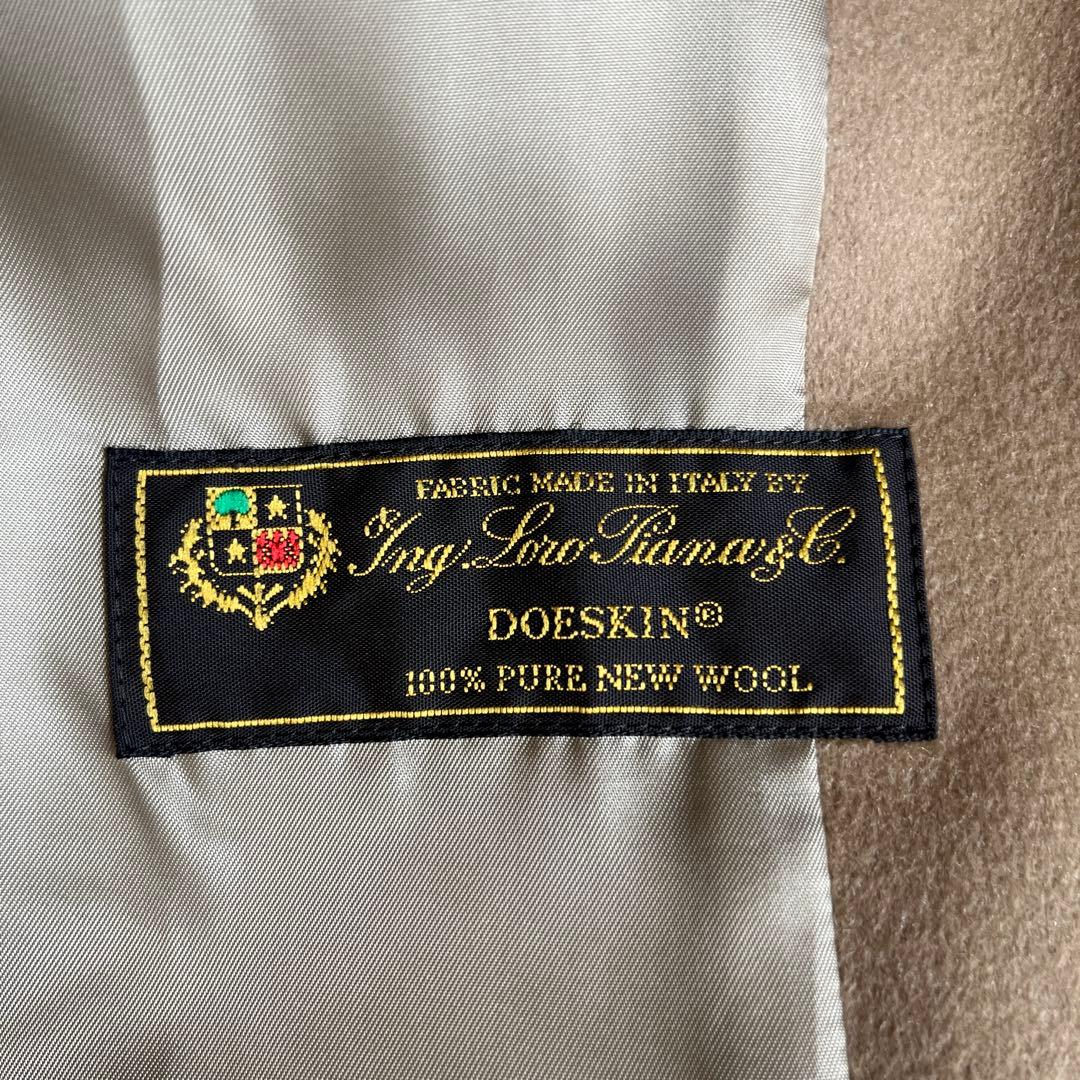 FABRIC MADE IN ITALY BY
Ing. Loro Piana & C.
DOESKIN®
100% PURE NEW WOOL